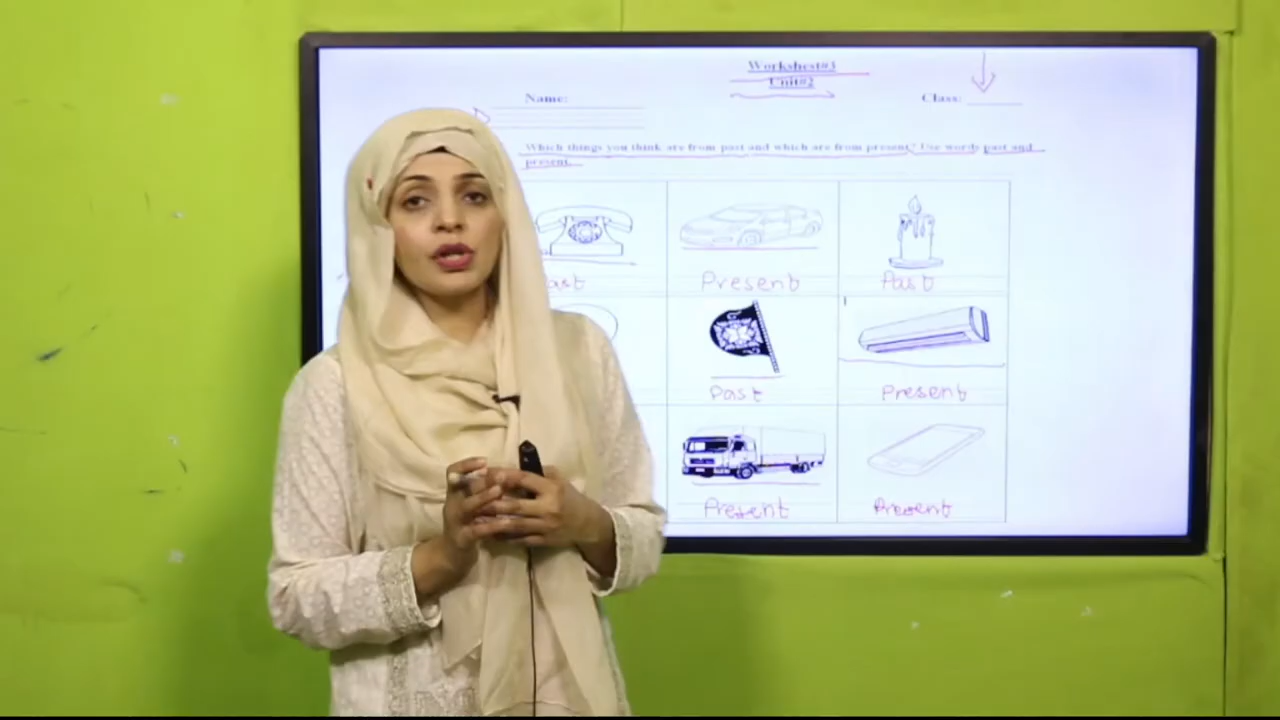 Worksheet#3
Unit#2
Name: Class:
Which things you think are from past and which are from present? Use words past and
present.
ast Present Past
Past Present
Present Present